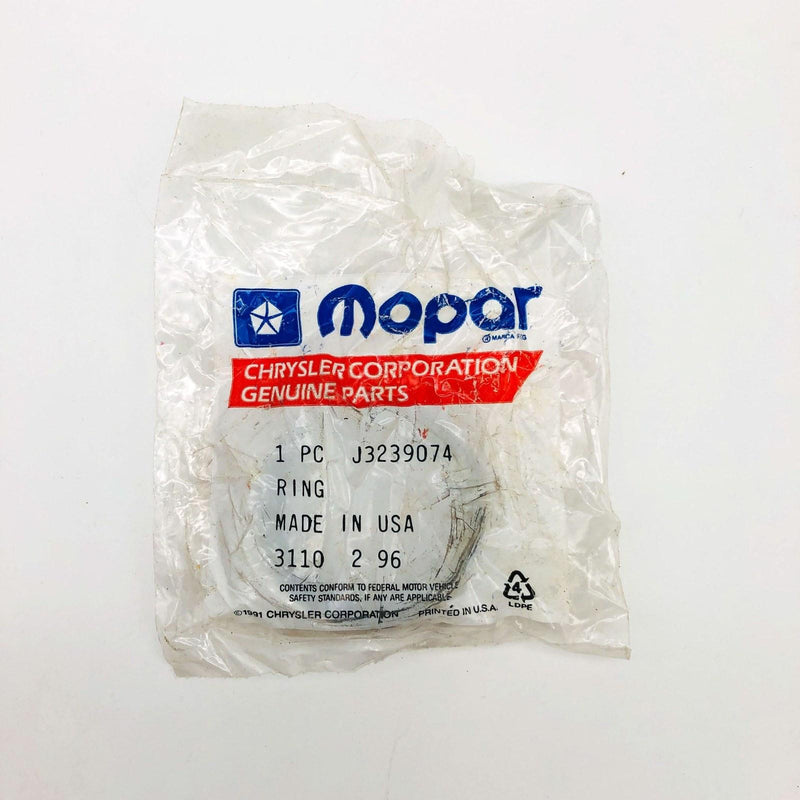 mopar
® MARCA REG
CHRYSLER CORPORATION
GENUINE PARTS
1 PC J3239074
RING
MADE IN USA
3110 2 96
CONTENTS CONFORM TO FEDERAL MOTOR VEHICLE
SAFETY STANDARDS, IF ANY ARE APPLICABLE
©1991 CHRYSLER CORPORATION PRINTED IN U.S.A.
4
LDPE